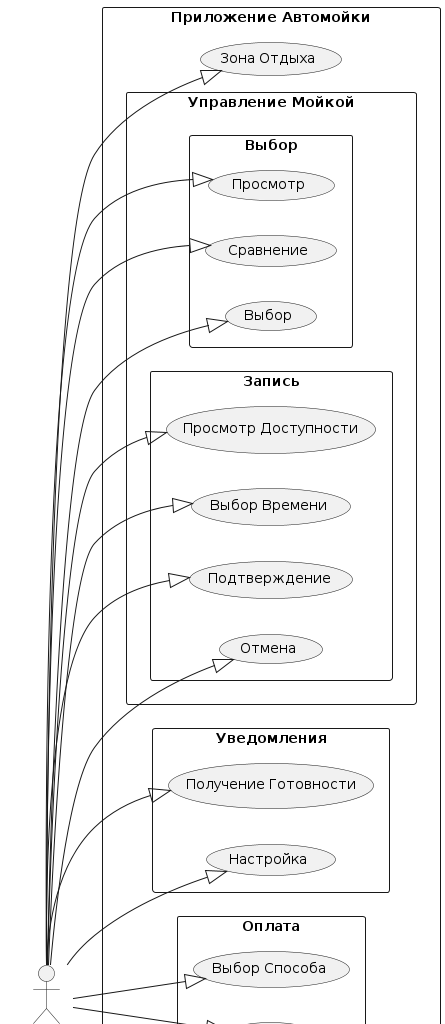 Приложение Автомойки
Зона Отдыха
Управление Мойкой
Выбор
Просмотр
Сравнение
Выбор
Запись
Просмотр Доступности
Выбор Времени
Подтверждение
Отмена
Уведомления
Получение Готовности
Настройка
Оплата
Выбор Способа